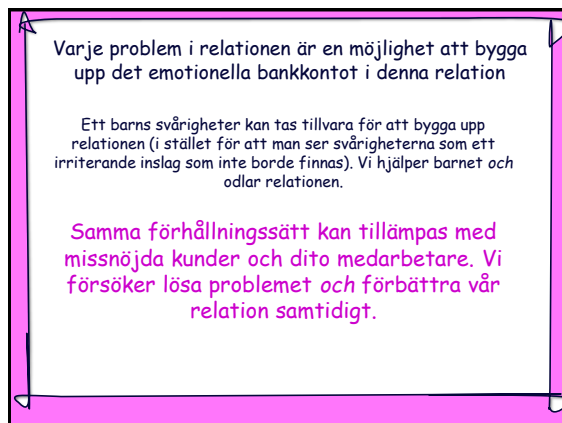 Varje problem i relationen är en möjlighet att bygga
upp det emotionella bankkontot i denna relation
Ett barns svårigheter kan tas tillvara för att bygga upp
relationen (i stället för att man ser svårigheterna som ett
irriterande inslag som inte borde finnas). Vi hjälper barnet och
odlar relationen.
Samma förhållningssätt kan tillämpas med
missnöjda kunder och dito medarbetare. Vi
försöker lösa problemet och förbättra vår
relation samtidigt.